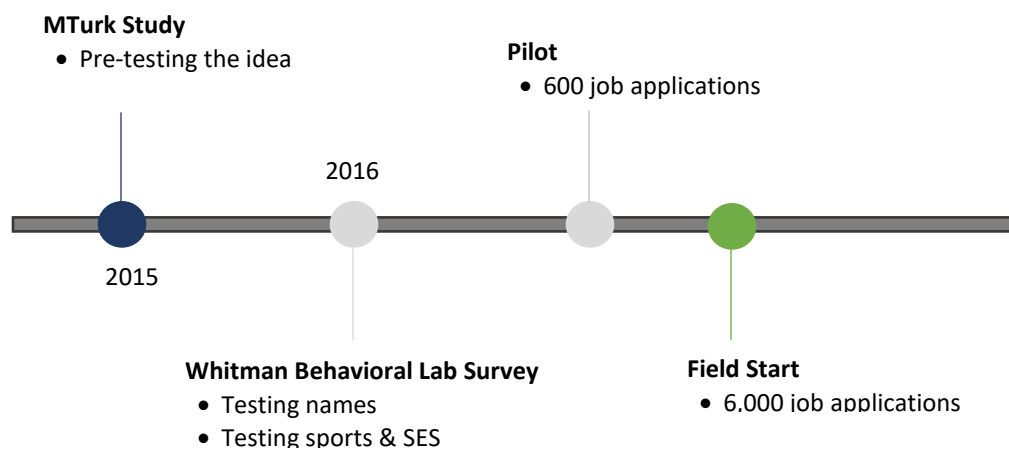 MTurk Study
• Pre-testing the idea
Pilot
• 600 job applications
2016
2015
Whitman Behavioral Lab Survey
• Testing names
• Testing sports & SES
Field Start
• 6,000 job applications